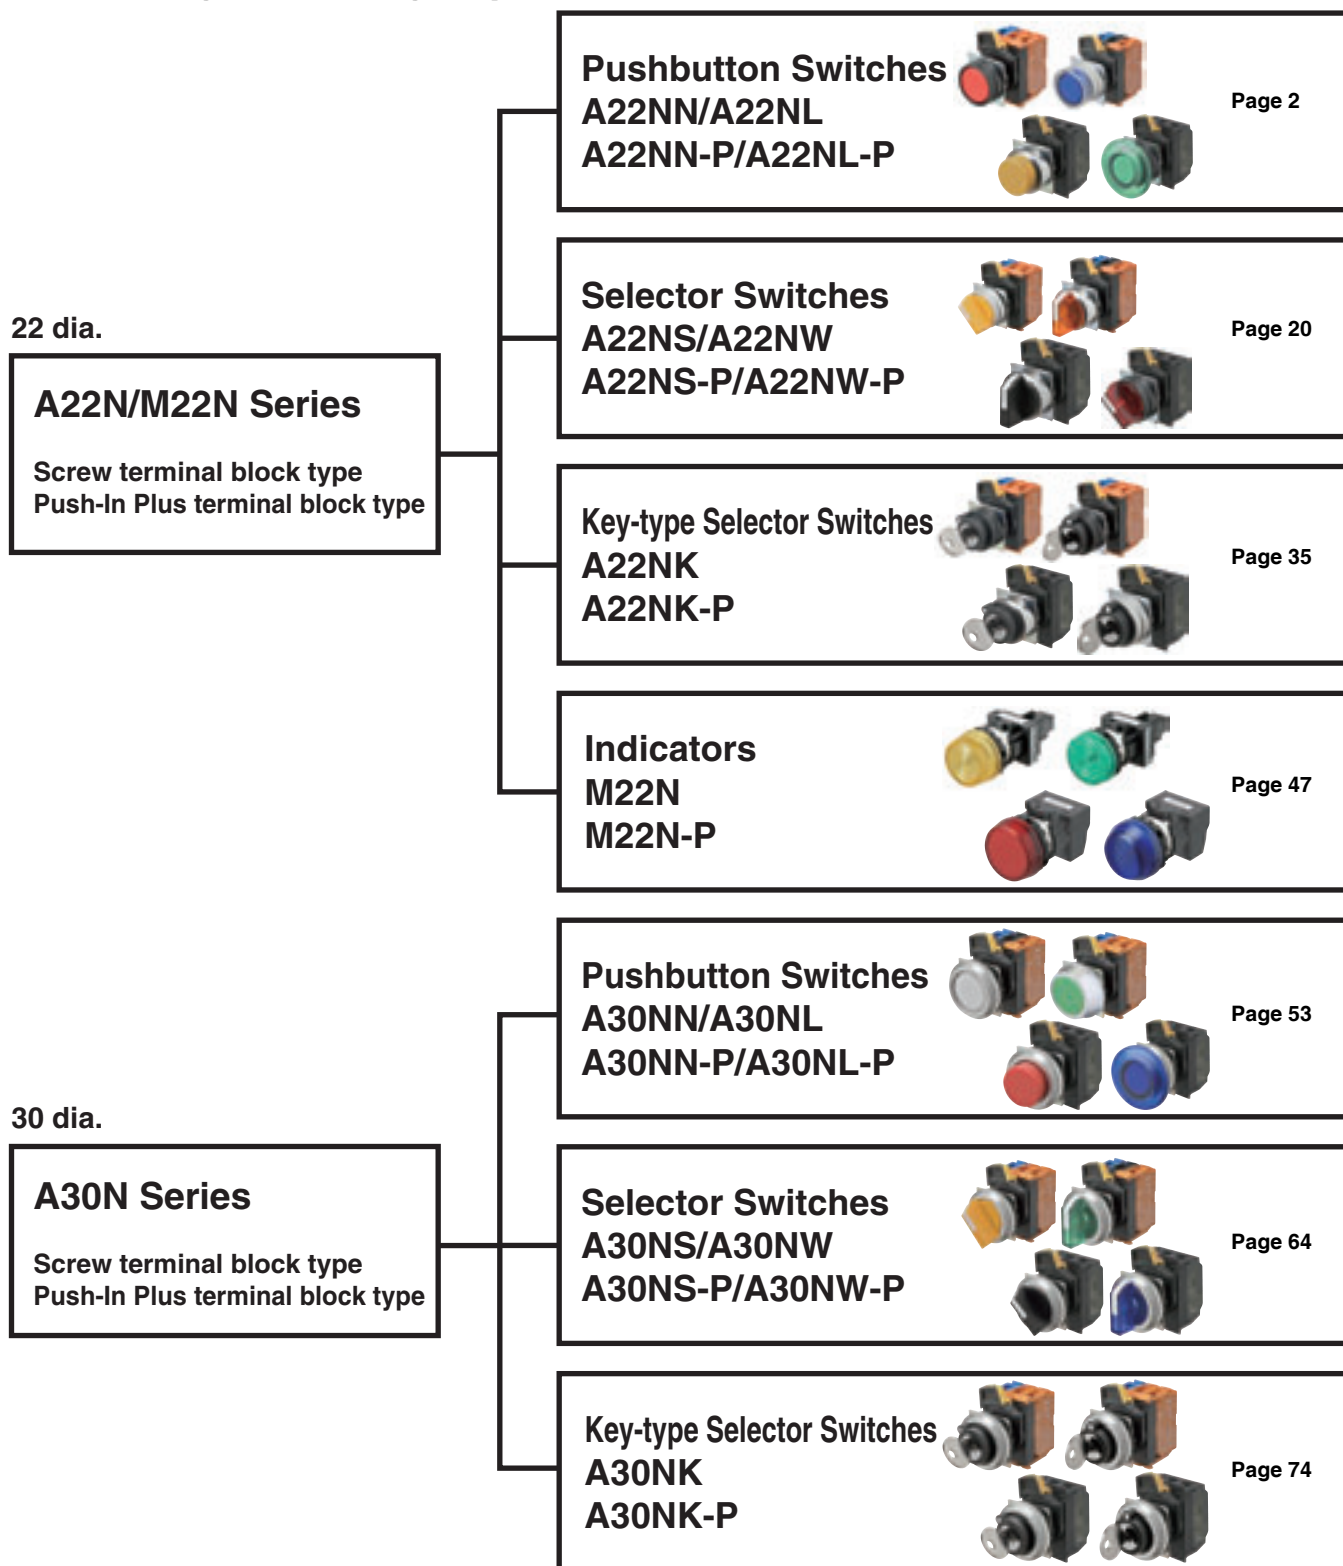 Pushbutton Switches
A22NN/A22NL
A22NN-P/A22NL-P
Page 2
Selector Switches
A22NS/A22NW
A22NS-P/A22NW-P
Page 20
22 dia.
A22N/M22N Series
Screw terminal block type
Push-In Plus terminal block type
Key-type Selector Switches
A22NK
A22NK-P
Page 35
Indicators
M22N
M22N-P
Page 47
Pushbutton Switches
A30NN/A30NL
A30NN-P/A30NL-P
Page 53
30 dia.
A30N Series
Screw terminal block type
Push-In Plus terminal block type
Selector Switches
A30NS/A30NW
A30NS-P/A30NW-P
Page 64
Key-type Selector Switches
A30NK
A30NK-P
Page 74